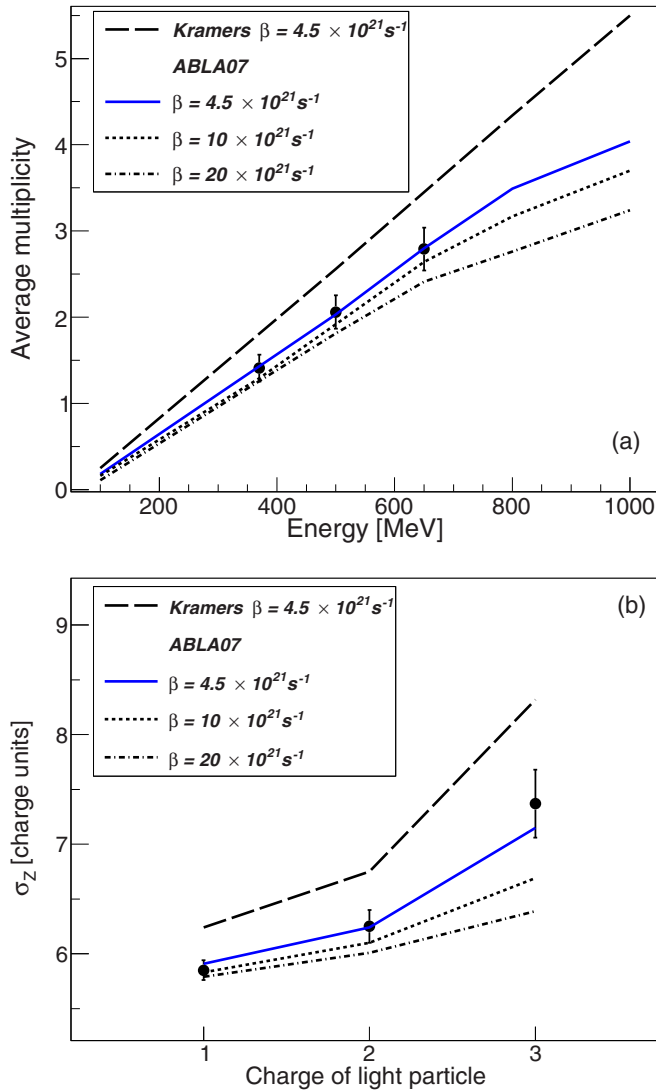 Kramers β = 4.5 × 10²¹s⁻¹
ABLA07
β = 4.5 × 10²¹s⁻¹
β = 10 × 10²¹s⁻¹
β = 20 × 10²¹s⁻¹
Average multiplicity
5
4
3
2
1
0
(a)
200 400 600 800 1000
Energy [MeV]
Kramers β = 4.5 × 10²¹s⁻¹
(b)
ABLA07
β = 4.5 × 10²¹s⁻¹
β = 10 × 10²¹s⁻¹
β = 20 × 10²¹s⁻¹
σ_Z [charge units]
9
8
7
6
1 2 3
Charge of light particle